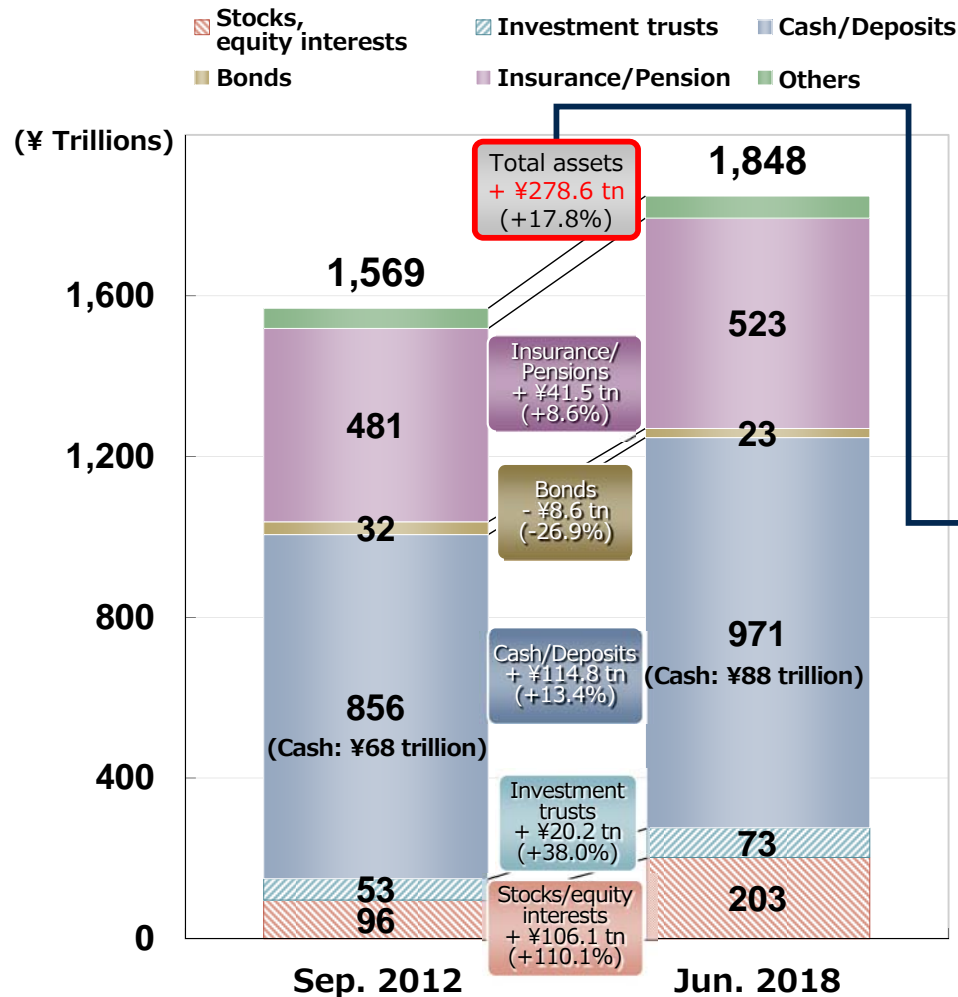 Stocks,
equity interests
Investment trusts
Cash/Deposits
Bonds
Insurance/Pension
Others
(¥ Trillions)
1,600
1,200
800
400
0
1,569
481
32
856
(Cash: ¥68 trillion)
53
96
Sep. 2012
Total assets
+ ¥278.6 tn
(+17.8%)
Insurance/
Pensions
+ ¥41.5 tn
(+8.6%)
Bonds
- ¥8.6 tn
(-26.9%)
Cash/Deposits
+ ¥114.8 tn
(+13.4%)
Investment
trusts
+ ¥20.2 tn
(+38.0%)
Stocks/equity
interests
+ ¥106.1 tn
(+110.1%)
1,848
523
23
971
(Cash: ¥88 trillion)
73
203
Jun. 2018